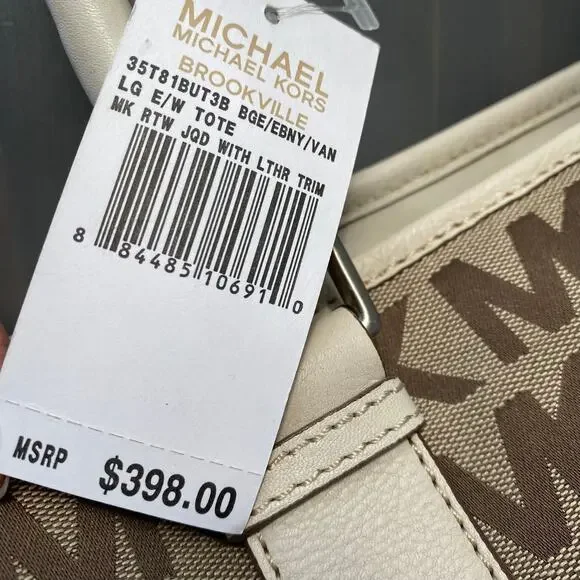 MICHAEL
MICHAEL KORS
BROOKVILLE
35T81BUT3B BGE/EBNY/VAN
LG E/W TOTE
MK RTW JQD WITH LTHR TRIM
8 84485 10691 0
MSRP $398.00
KM
M